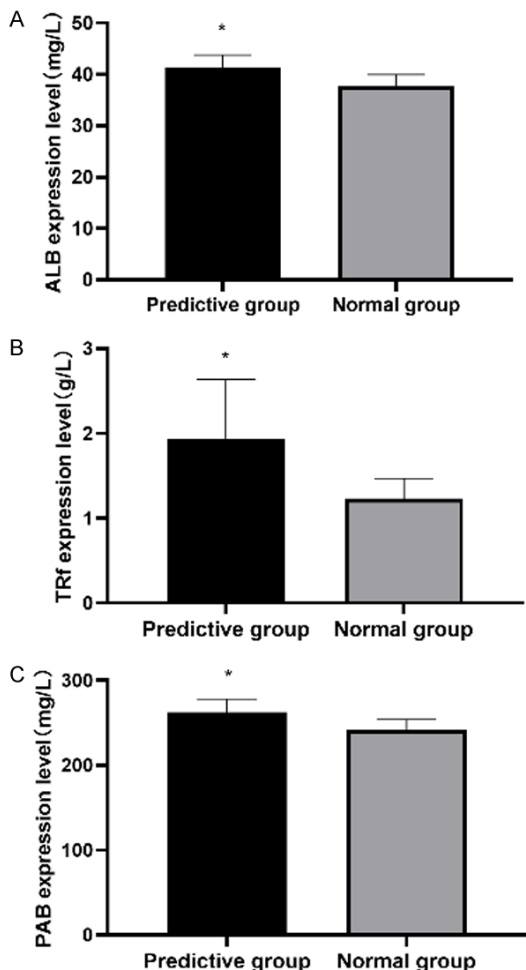 A
ALB expression level(mg/L)
50
40
30
20
10
0
*
Predictive group
Normal group
B
TRf expression level(g/L)
3
2
1
0
*
Predictive group
Normal group
C
PAB expression level(mg/L)
300
200
100
0
*
Predictive group
Normal group